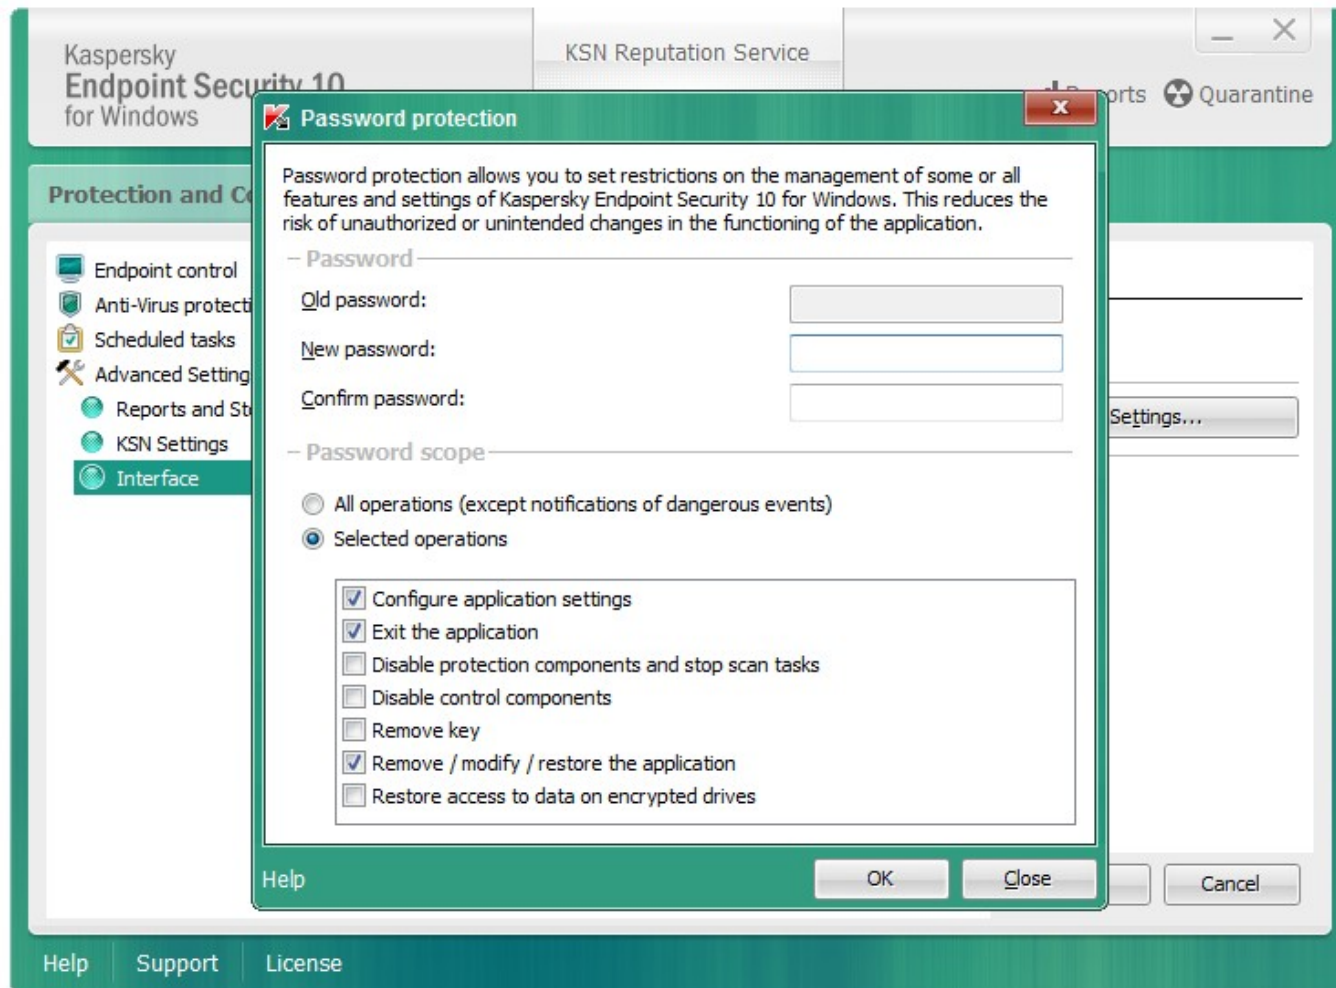 Kaspersky
Endpoint Security 10
for Windows
KSN Reputation Service
Quarantine
Password protection
Password protection allows you to set restrictions on the management of some or all
features and settings of Kaspersky Endpoint Security 10 for Windows. This reduces the
risk of unauthorized or unintended changes in the functioning of the application.
Protection and
Endpoint control
Anti-Virus
Scheduled tasks
Advanced
Reports and
KSN Settings
Interface
Password
Old password:
New password:
Confirm password:
Settings...
Password scope
All operations (except notifications of dangerous events)
Selected operations
Configure application settings
Exit the application
Disable protection components and stop scan tasks
Disable control components
Remove key
Remove / modify / restore the application
Restore access to data on encrypted drives
Help
OK
Close
Cancel
Help
Support
License